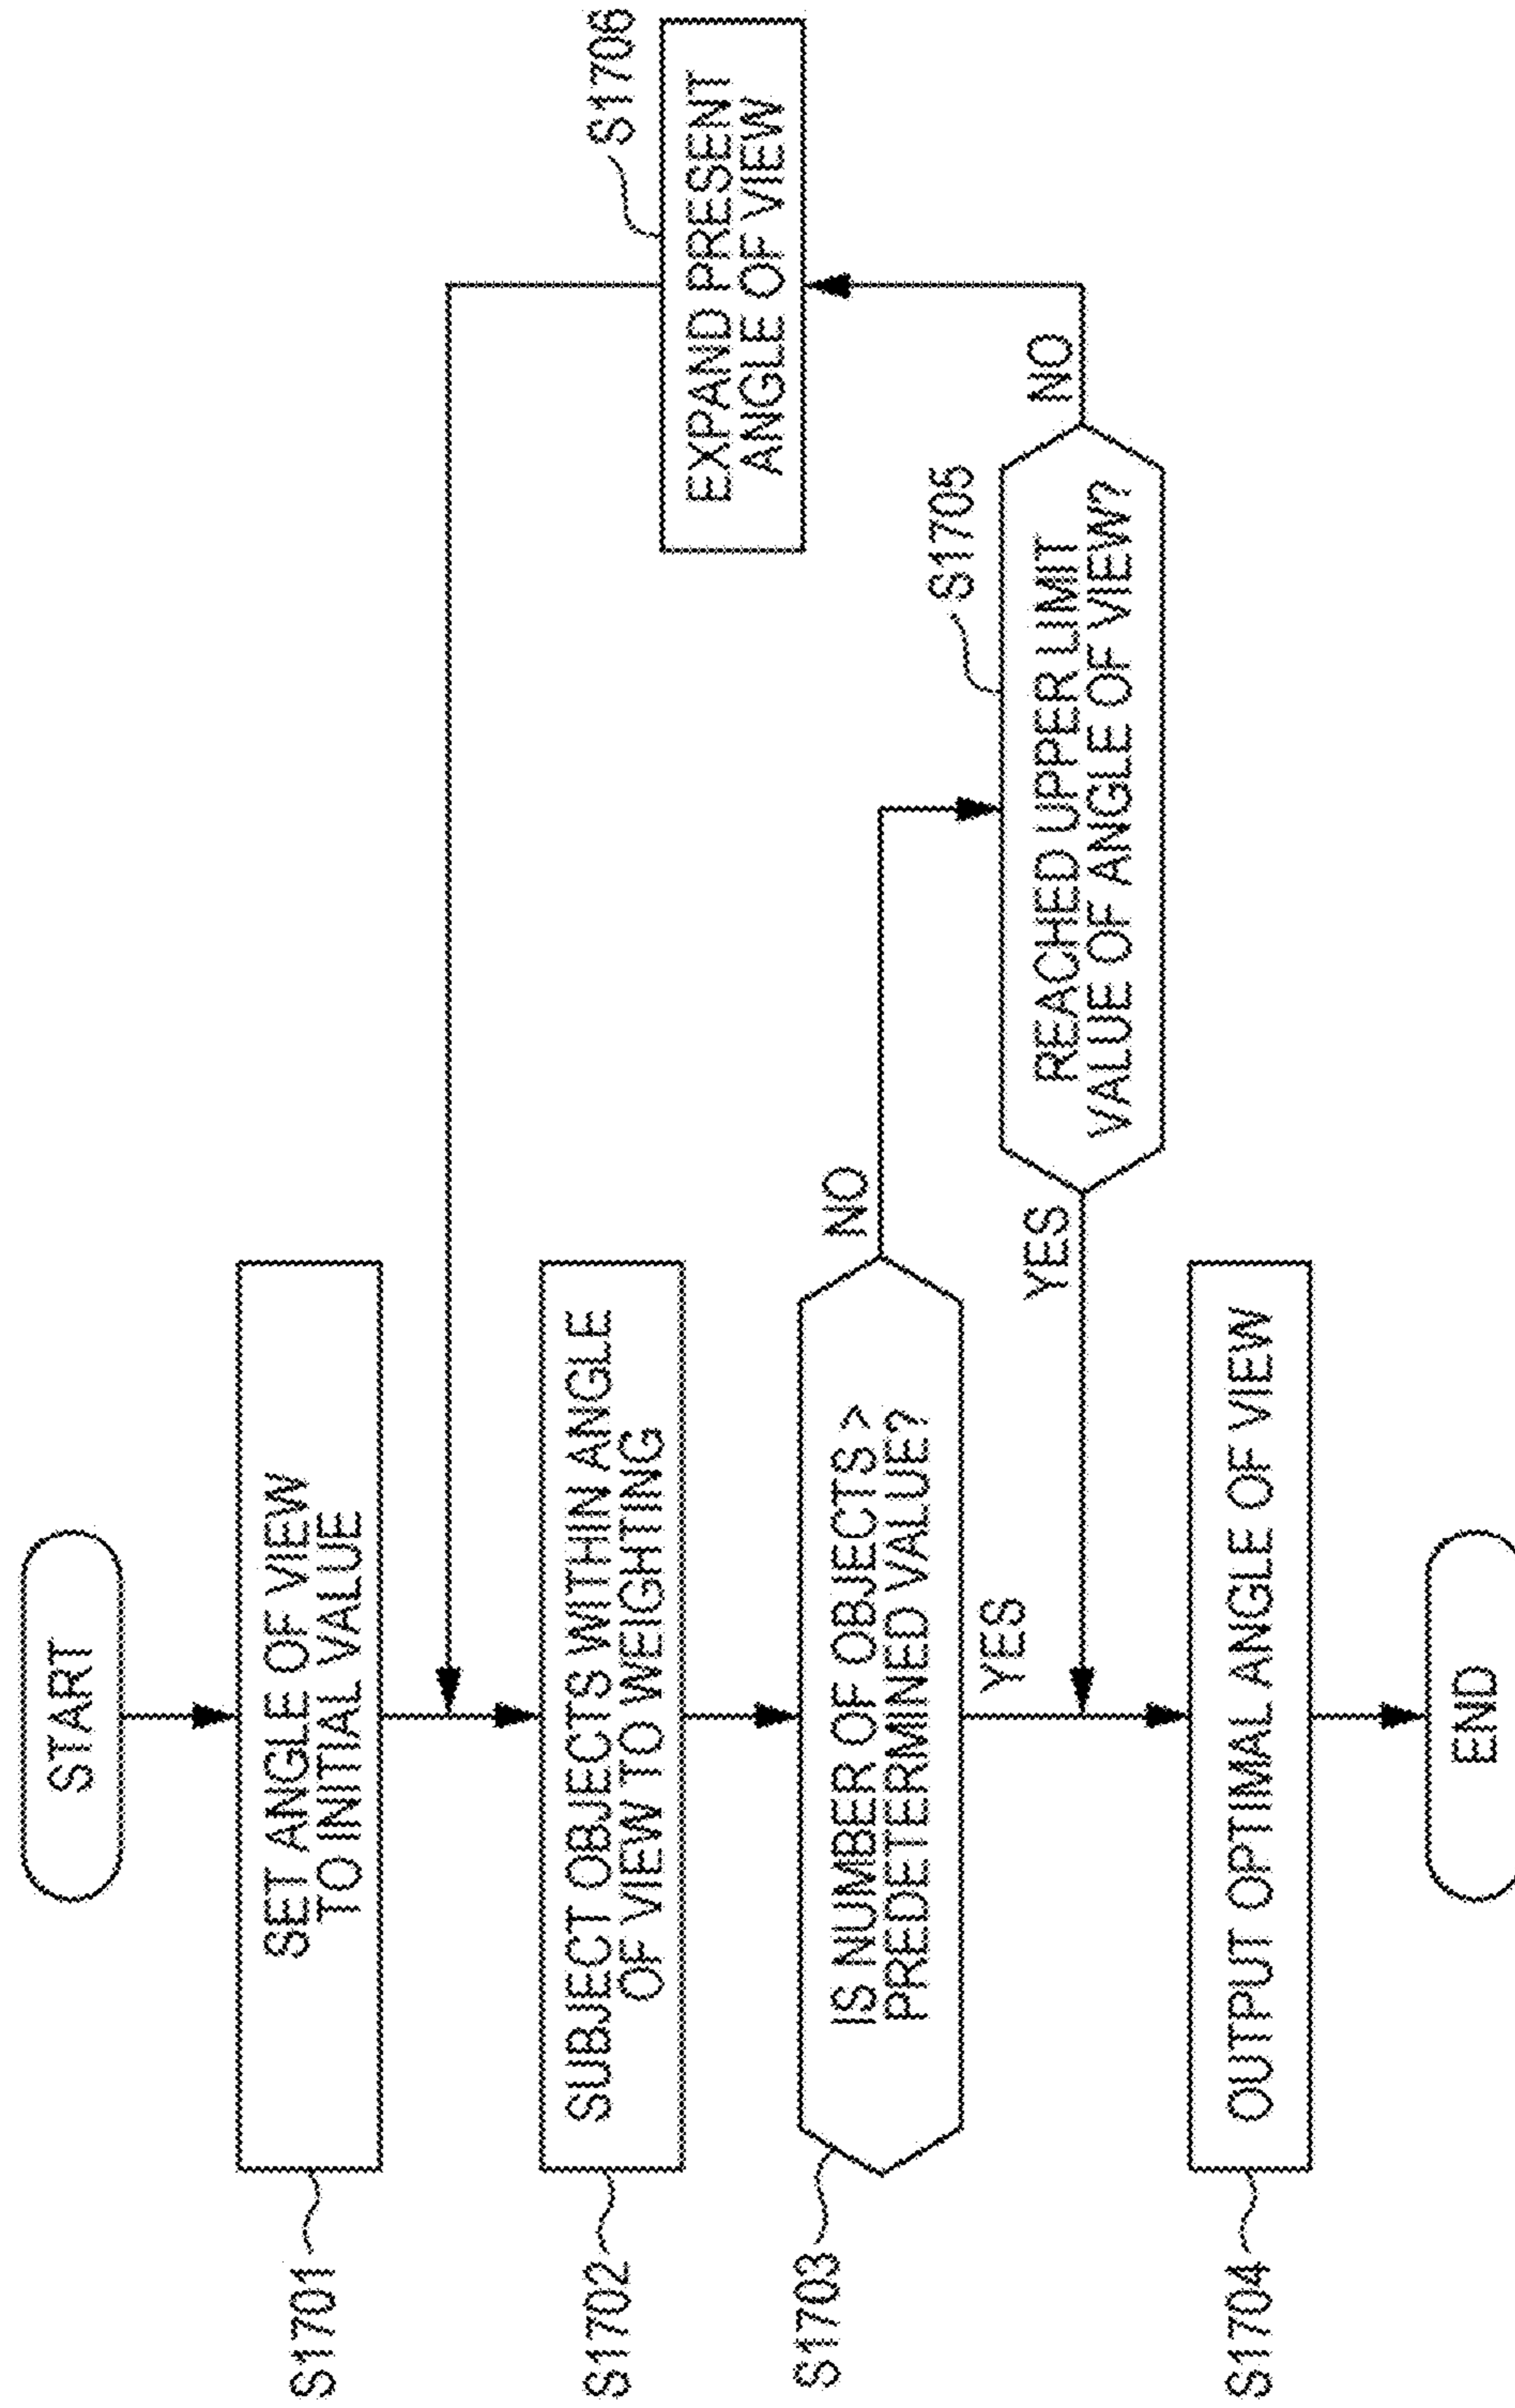 START
S1701
SET ANGLE OF VIEW
TO INITIAL VALUE
S1702
SUBJECT OBJECTS WITHIN ANGLE
OF VIEW TO WEIGHTING
S1706
EXPAND PRESENT
ANGLE OF VIEW
S1703
IS NUMBER OF OBJECTS >
PREDETERMINED VALUE?
NO
YES
S1705
REACHED UPPER LIMIT
VALUE OF ANGLE OF VIEW?
NO
YES
S1704
OUTPUT OPTIMAL ANGLE OF VIEW
END